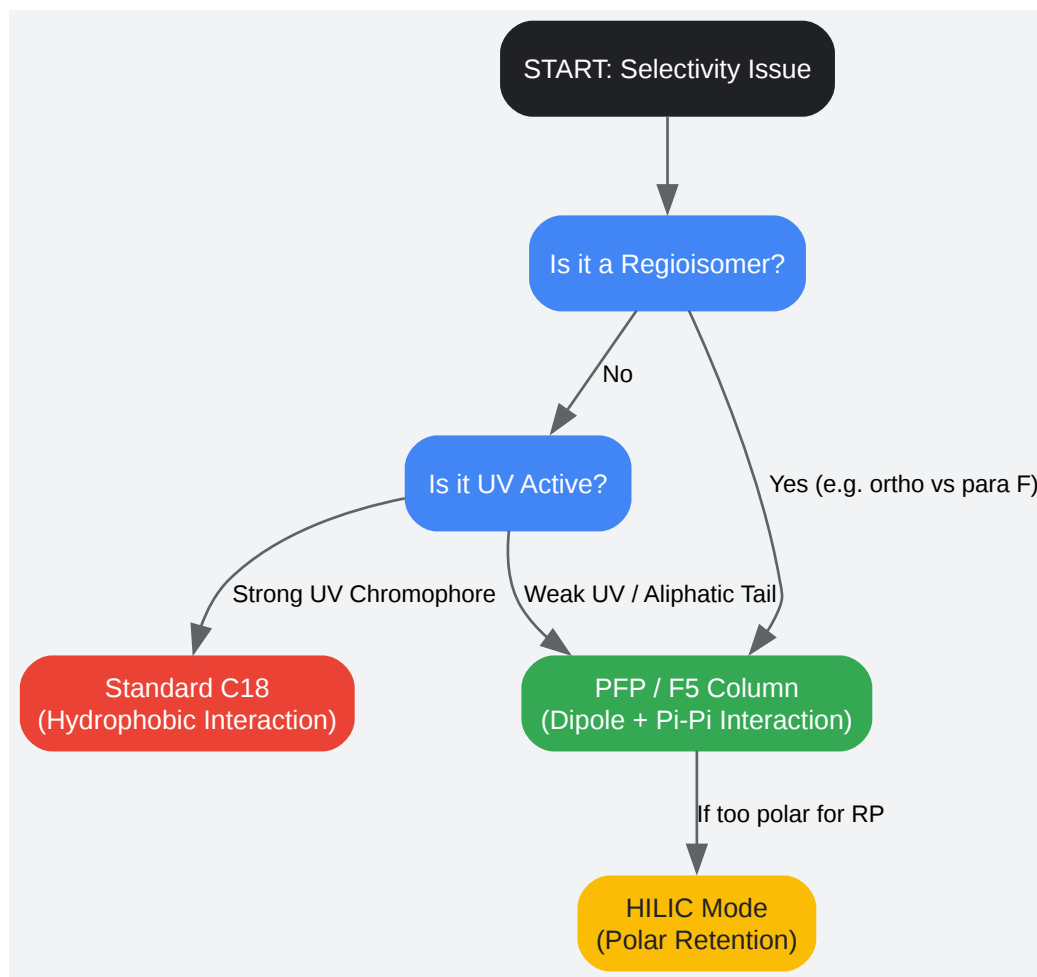 START: Selectivity Issue
Is it a Regioisomer?
No
Is it UV Active?
Yes (e.g. ortho vs para F)
Strong UV Chromophore
Weak UV / Aliphatic Tail
Standard C18
(Hydrophobic Interaction)
PFP / F5 Column
(Dipole + Pi-Pi Interaction)
If too polar for RP
HILIC Mode
(Polar Retention)